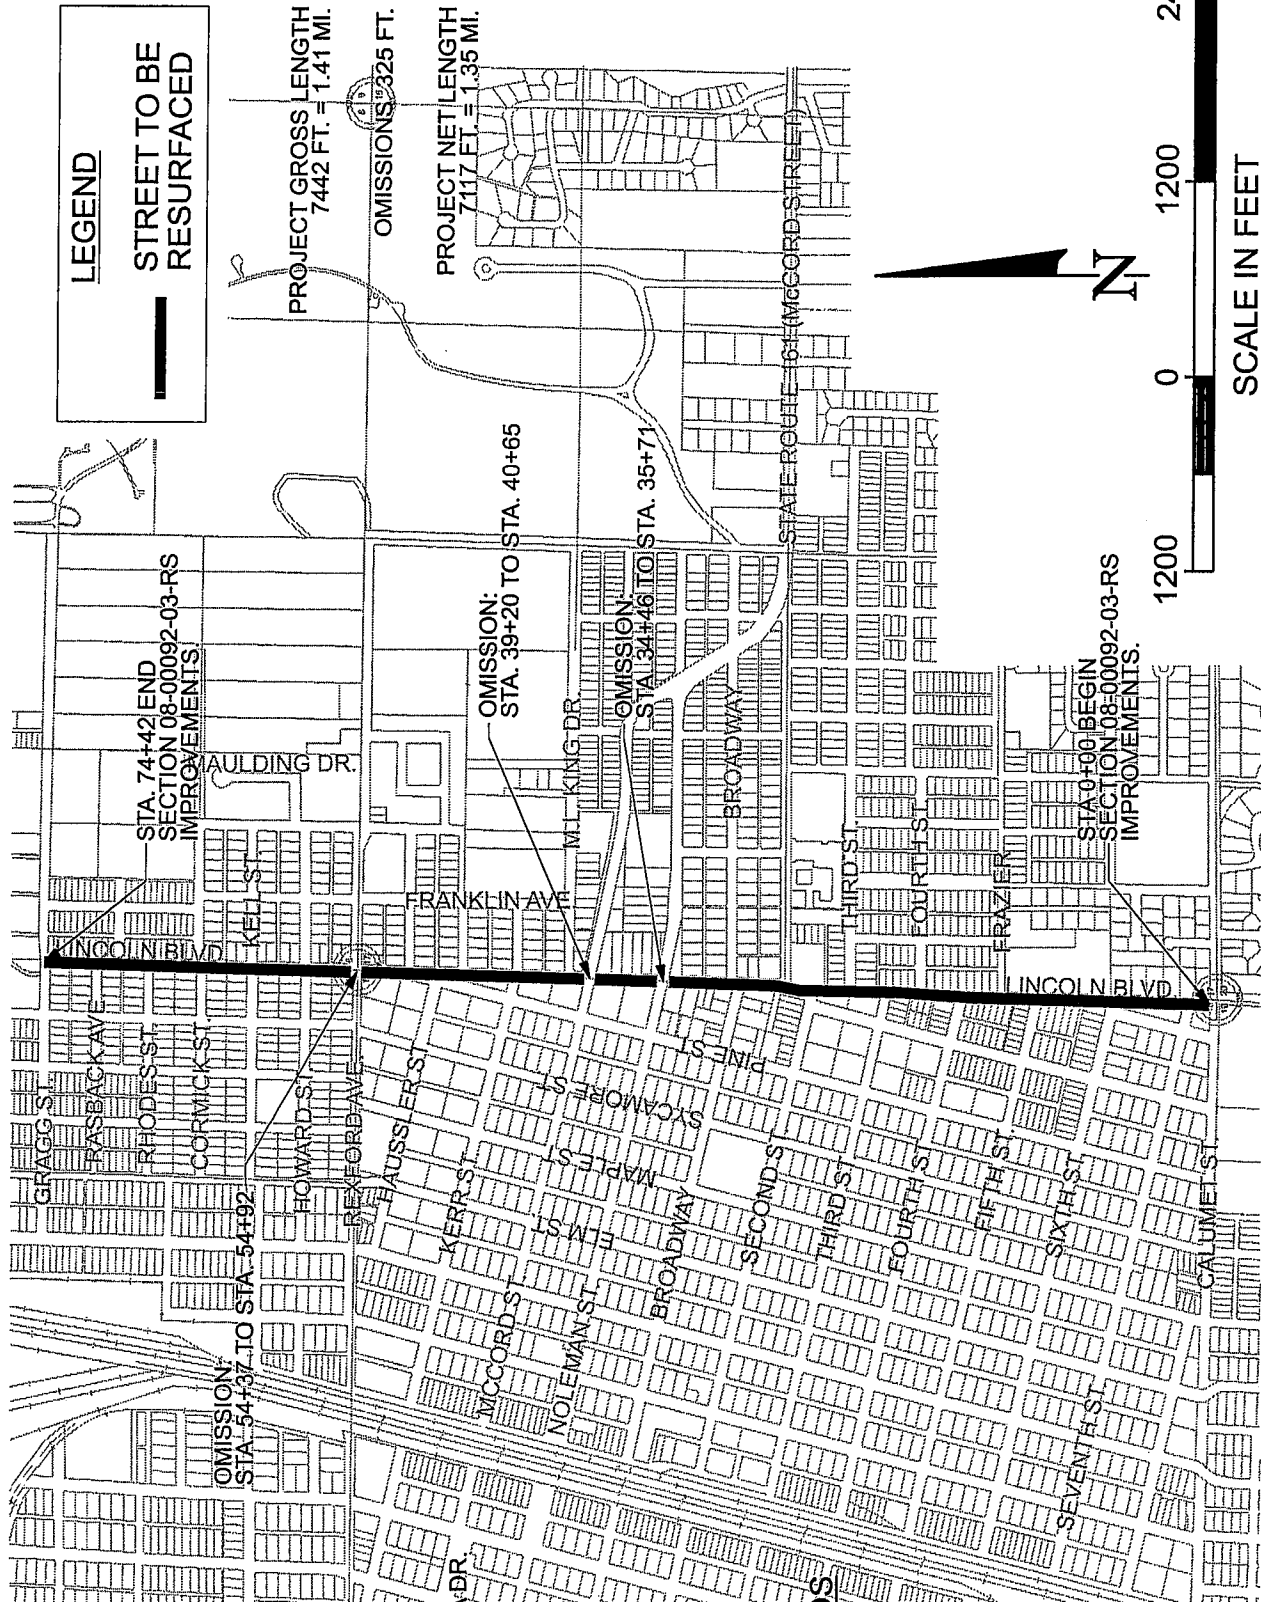 LEGEND
STREET TO BE
RESURFACED
PROJECT GROSS LENGTH
7442 FT. = 1.41 MI.
OMISSIONS 325 FT.
PROJECT NET LENGTH
7117 FT. = 1.35 MI.
STA. 74+42 END
SECTION 08-00092-03-RS
IMPROVEMENTS.
MAULDING DR.
KELL ST.
LINCOLN BLVD
FRANKLIN AVE.
OMISSION:
STA. 39+20 TO STA. 40+65
M.L. KING DR.
OMISSION:
STA. 34+46 TO STA. 35+71
BROADWAY
STATE ROUTE 161 (McCORD STREET)
THIRD ST.
FOURTH ST.
FRAZER
STA 0+00 BEGIN
SECTION 08-00092-03-RS
IMPROVEMENTS.
LINCOLN BLVD.
N
1200
0
1200
24
SCALE IN FEET
GRAGG ST.
KASBACK AVE
RHODES ST.
CORMICK ST.
HOWARD ST.
REXFORD AVE.
HAUSSLER ST.
KERR ST.
MCCORD ST.
NOLEMAN ST.
BROADWAY
SECOND ST.
THIRD ST.
FOURTH ST.
FIFTH ST.
SIXTH ST.
SEVENTH ST.
CALUMET ST.
PINE ST.
SYCAMORE ST.
MAPLE ST.
ELM ST.
OMISSION:
STA. 54+37 TO STA. 54+92
DR.
OS